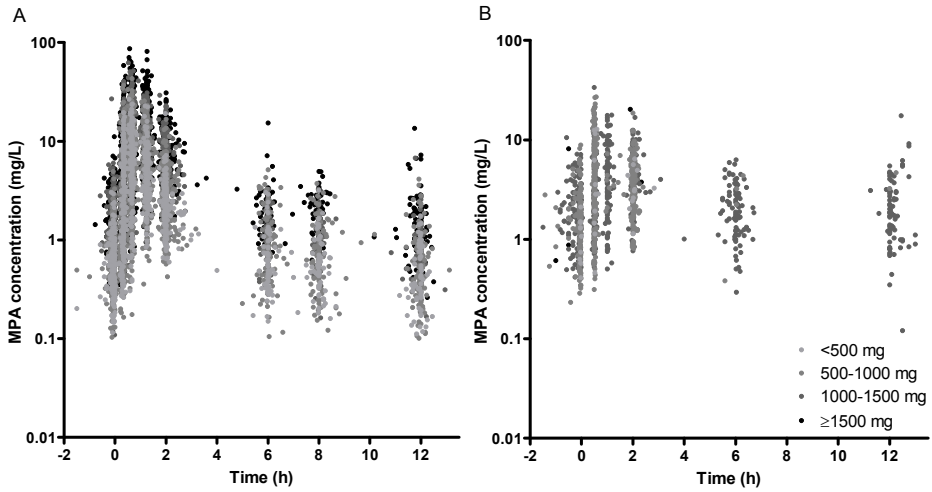 A
MPA concentration (mg/L)
100
10
1
0.1
0.01
-2 0 2 4 6 8 10 12
Time (h)
B
MPA concentration (mg/L)
100
10
1
0.1
0.01
-2 0 2 4 6 8 10 12
Time (h)
<500 mg
500-1000 mg
1000-1500 mg
≥1500 mg